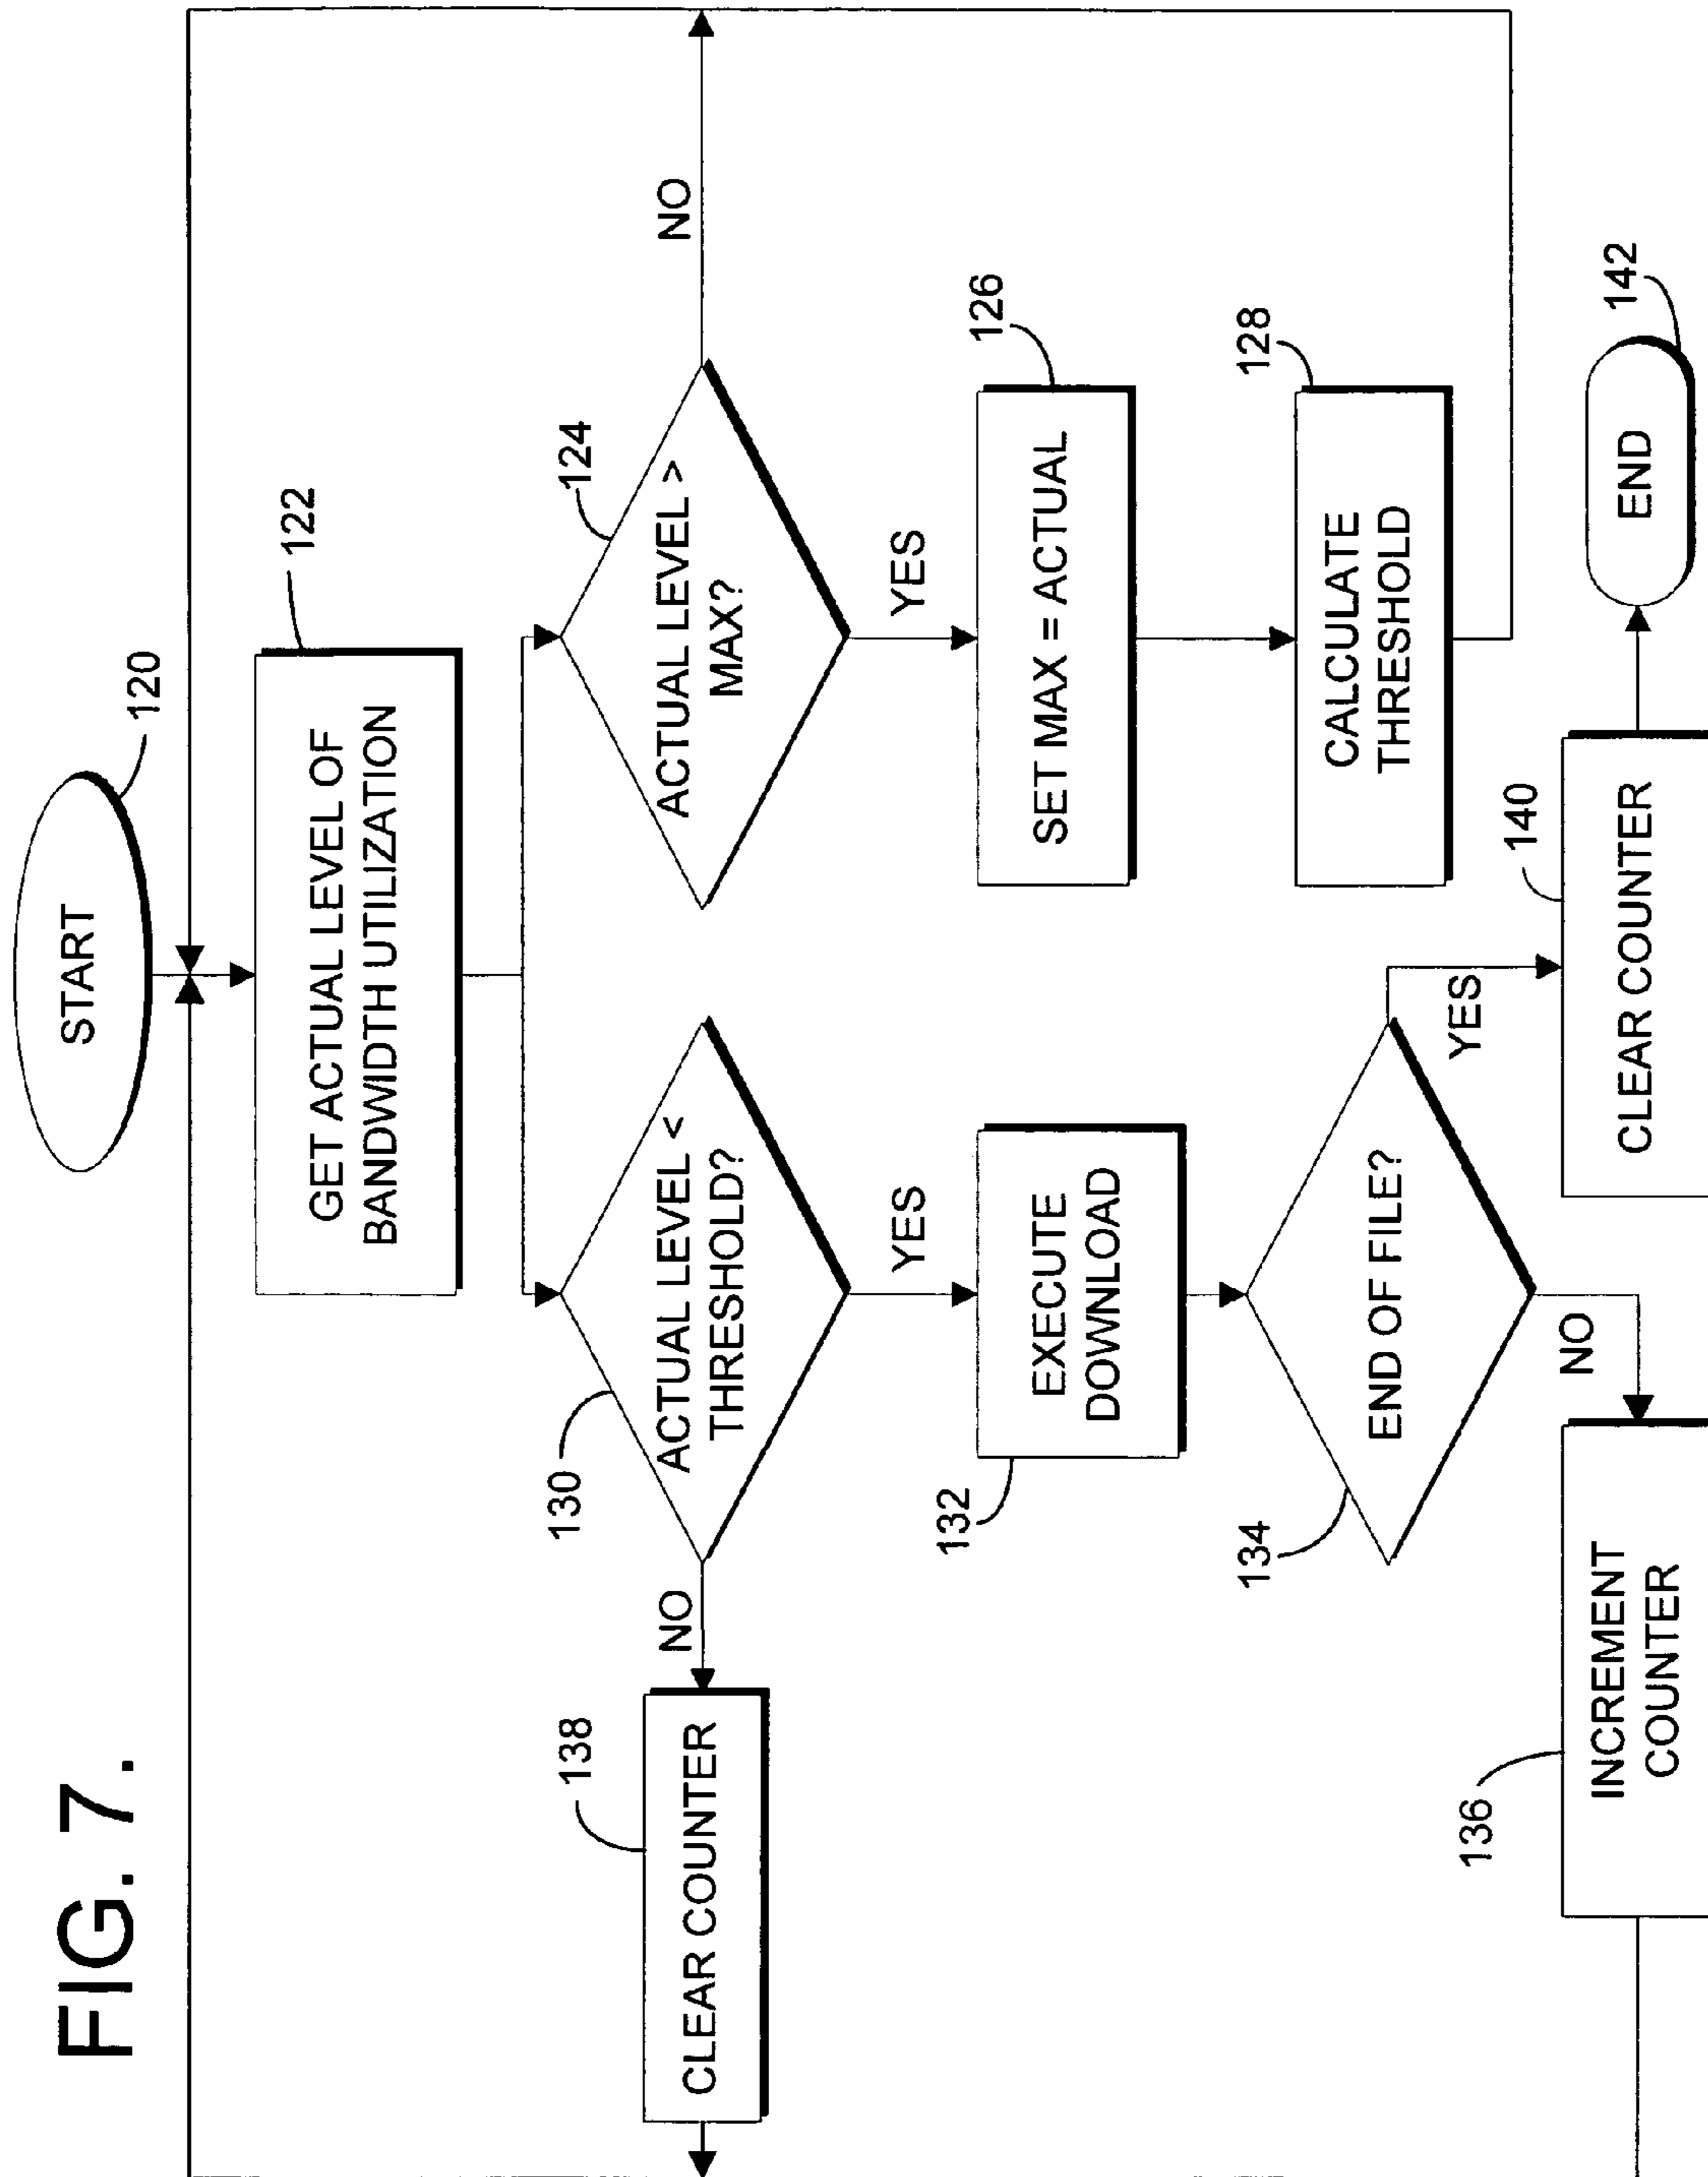 FIG. 7.
START
120
GET ACTUAL LEVEL OF
BANDWIDTH UTILIZATION
122
130
ACTUAL LEVEL <
THRESHOLD?
NO
YES
138
CLEAR COUNTER
124
ACTUAL LEVEL >
MAX?
NO
YES
132
EXECUTE
DOWNLOAD
SET MAX = ACTUAL
126
134
END OF FILE?
YES
NO
CALCULATE
THRESHOLD
128
136
INCREMENT
COUNTER
140
CLEAR COUNTER
END
142